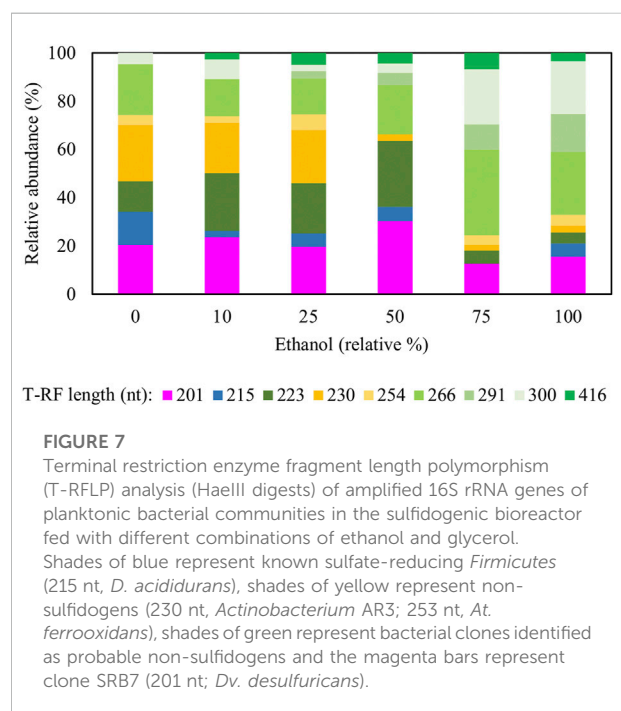 100
80
60
40
20
0
Relative abundance (%)
0 10 25 50 75 100
Ethanol (relative %)
T-RF length (nt): 201 215 223 230 254 266 291 300 416
FIGURE 7
Terminal restriction enzyme fragment length polymorphism
(T-RFLP) analysis (HaeIII digests) of amplified 16S rRNA genes of
planktonic bacterial communities in the sulfidogenic bioreactor
fed with different combinations of ethanol and glycerol.
Shades of blue represent known sulfate-reducing Firmicutes
(215 nt, D. acididurans), shades of yellow represent non-
sulfidogens (230 nt, Actinobacterium AR3; 253 nt, At.
ferrooxidans), shades of green represent bacterial clones identified
as probable non-sulfidogens and the magenta bars represent
clone SRB7 (201 nt; Dv. desulfuricans).